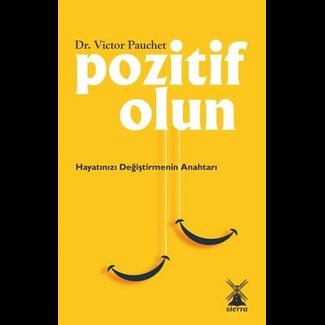 Dr. Victor Pauchet
pozitif
olun
Hayatınızı Değiştirmenin Anahtarı
sierra